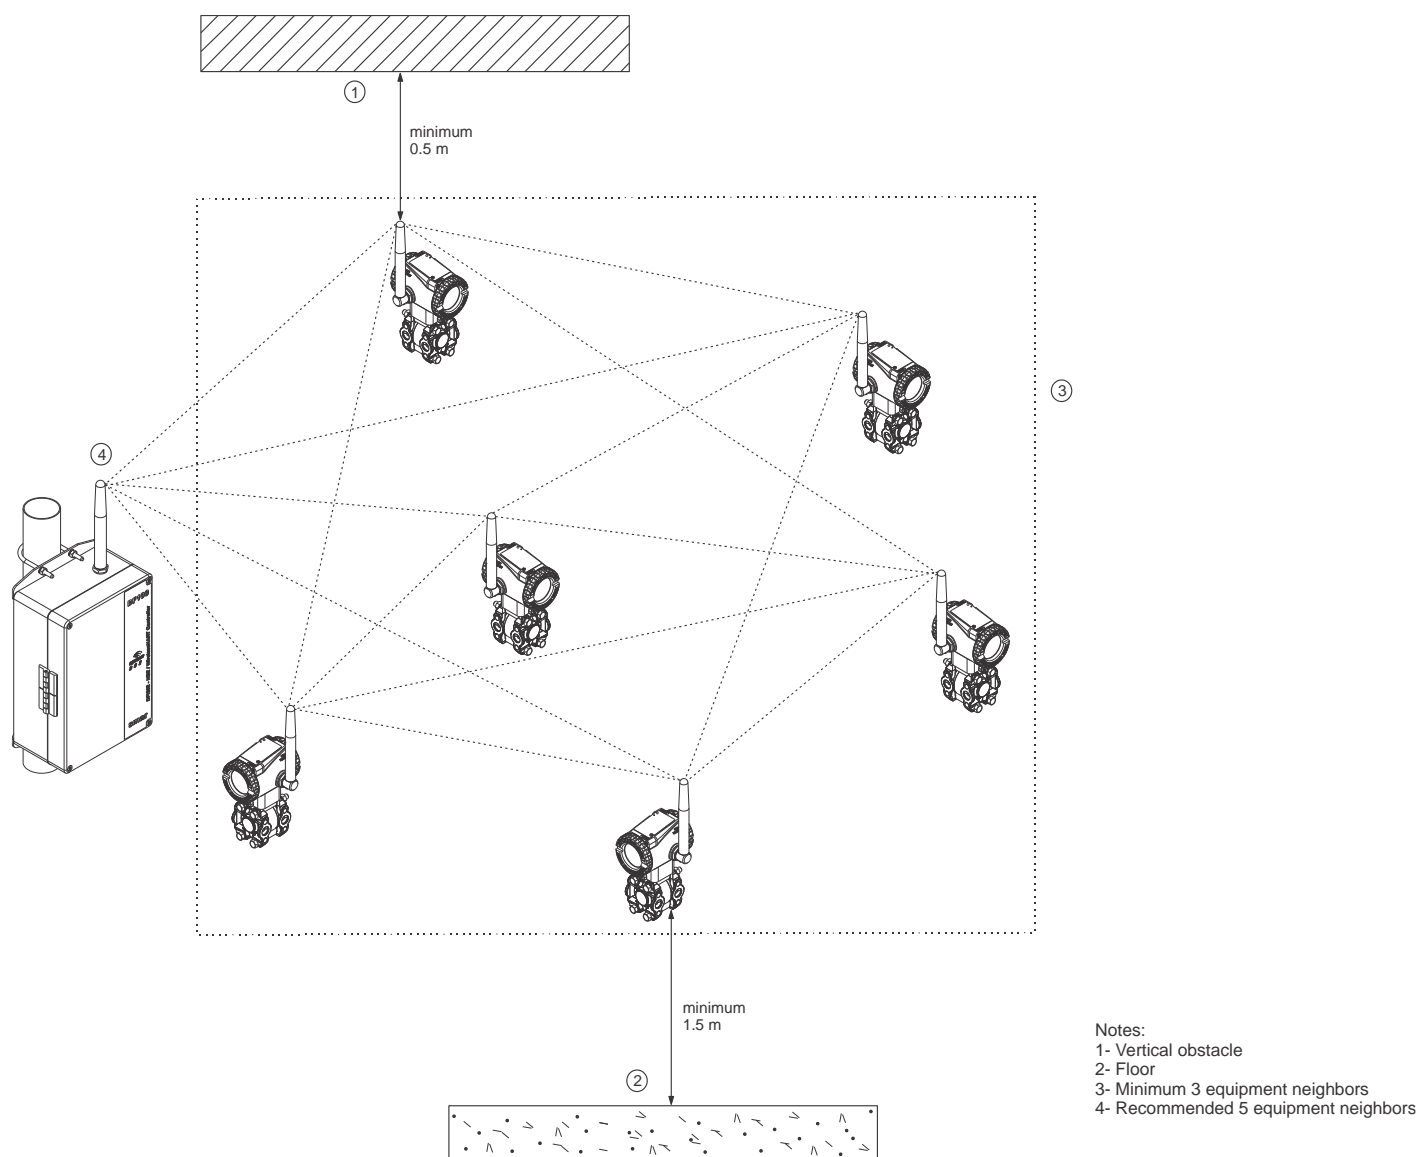 1
minimum
0.5 m
3
4
DF100
minimum
1.5 m
2
Notes:
1- Vertical obstacle
2- Floor
3- Minimum 3 equipment neighbors
4- Recommended 5 equipment neighbors